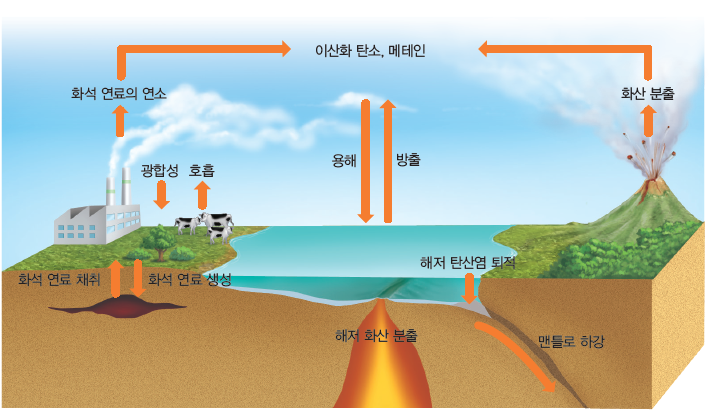 이산화 탄소, 메테인
화석 연료의 연소
화산 분출
광합성
호흡
용해
방출
화석 연료 채취
화석 연료 생성
해저 탄산염 퇴적
해저 화산 분출
맨틀로 하강